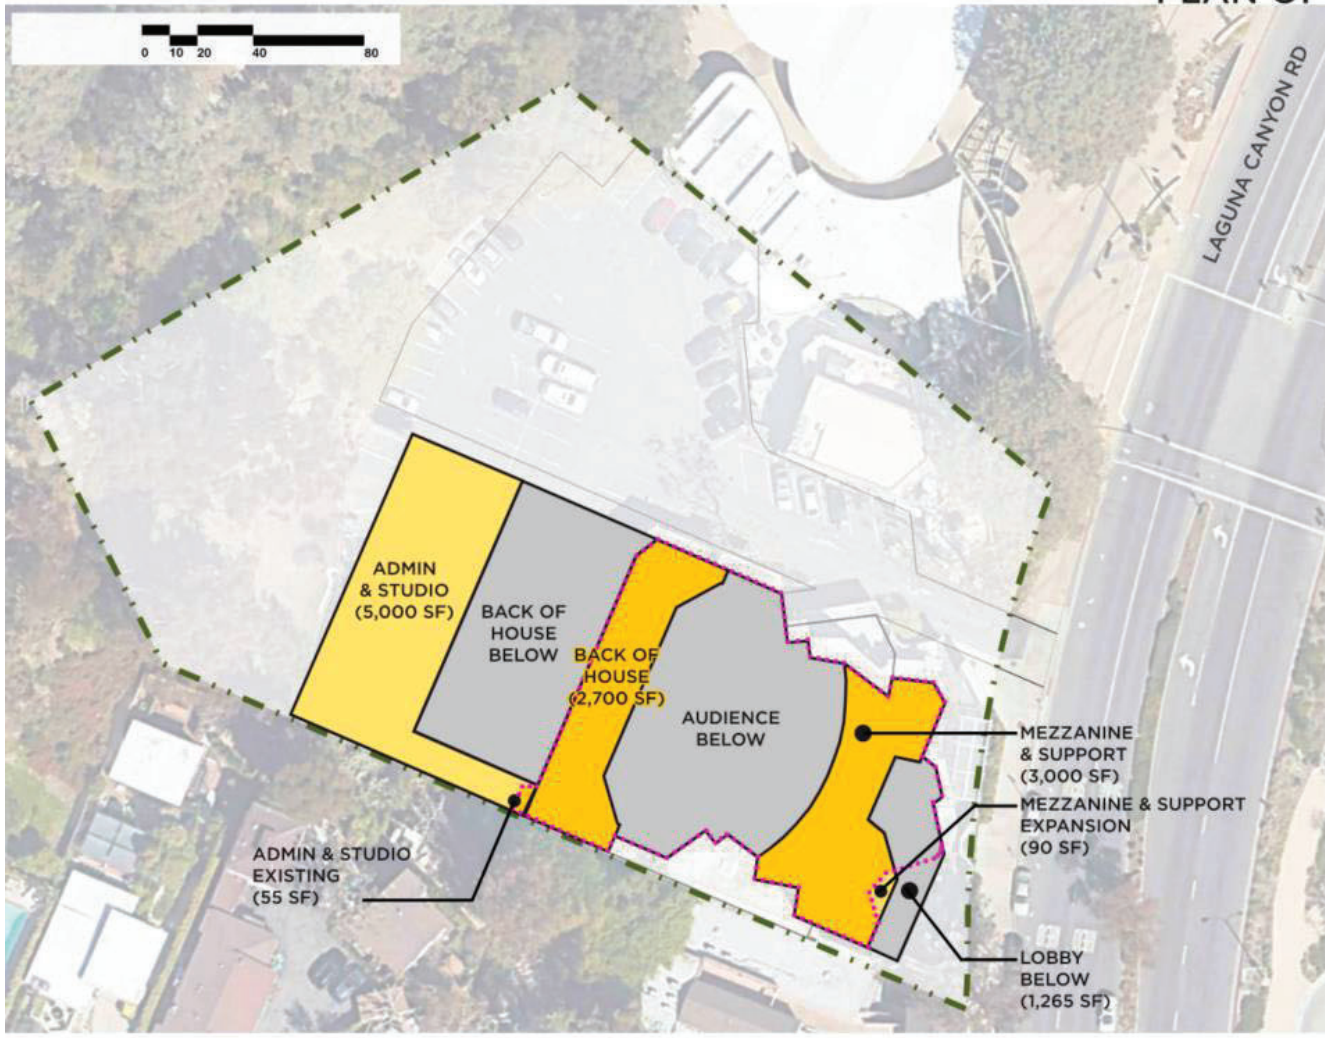 PLAN OF
0 10 20 40 80
LAGUNA CANYON RD
ADMIN
& STUDIO
(5,000 SF)
BACK OF
HOUSE
BELOW
BACK OF
HOUSE
(2,700 SF)
AUDIENCE
BELOW
MEZZANINE
& SUPPORT
(3,000 SF)
MEZZANINE & SUPPORT
EXPANSION
(90 SF)
ADMIN & STUDIO
EXISTING
(55 SF)
LOBBY
BELOW
(1,265 SF)